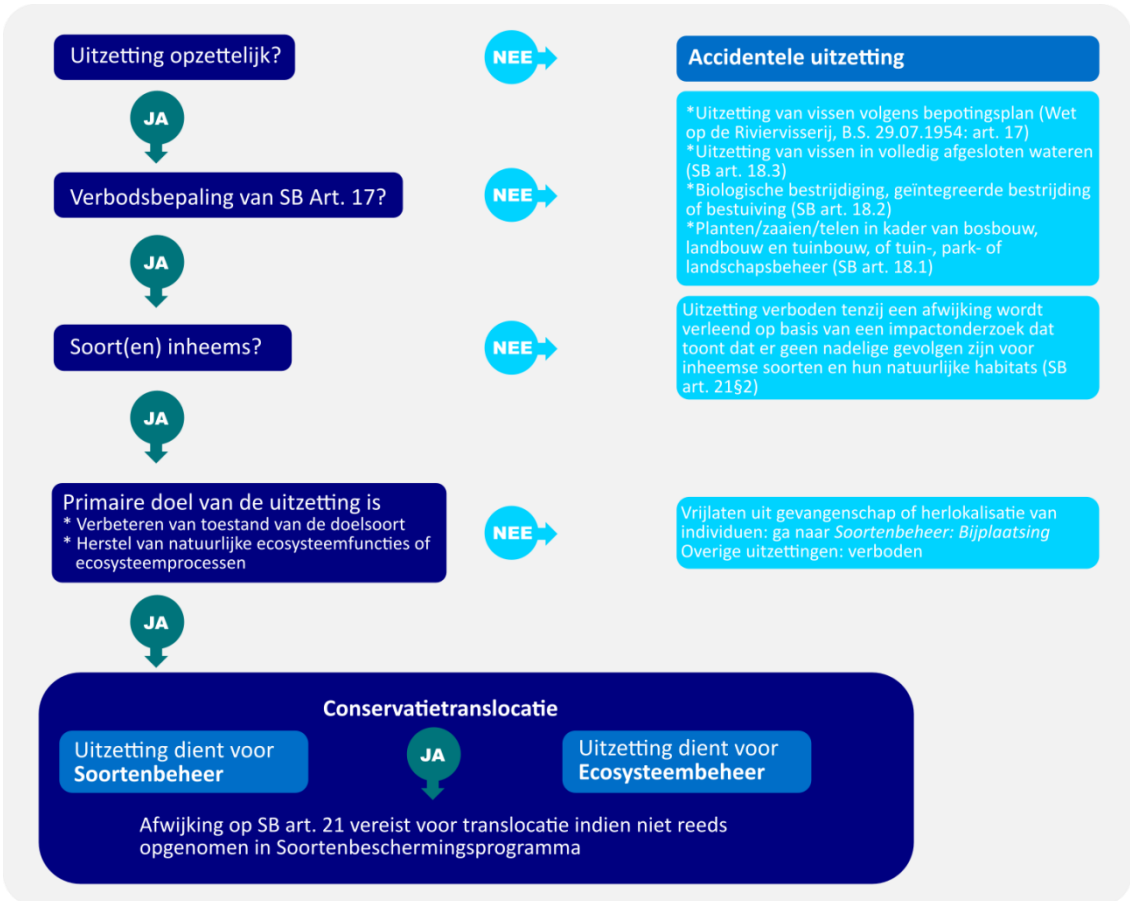 Uitzetting opzettelijk?
NEE
Accidentele uitzetting
JA
*Uitzetting van vissen volgens bepotingsplan (Wet
op de Riviervisserij, B.S. 29.07.1954: art. 17)
*Uitzetting van vissen in volledig afgesloten wateren
(SB art. 18.3)
*Biologische bestrijdiging, geïntegreerde bestrijding
of bestuiving (SB art. 18.2)
*Planten/zaaien/telen in kader van bosbouw,
landbouw en tuinbouw, of tuin-, park- of
landschapsbeheer (SB art. 18.1)
Verbodsbepaling van SB Art. 17?
NEE
JA
Soort(en) inheems?
NEE
Uitzetting verboden tenzij een afwijking wordt
verleend op basis van een impactonderzoek dat
toont dat er geen nadelige gevolgen zijn voor
inheemse soorten en hun natuurlijke habitats (SB
art. 21§2)
JA
Primaire doel van de uitzetting is
* Verbeteren van toestand van de doelsoort
* Herstel van natuurlijke ecosysteemfuncties of
ecosysteemprocessen
NEE
Vrijlaten uit gevangenschap of herlokalisatie van
individuen: ga naar Soortenbeheer: Bijplaatsing
Overige uitzettingen: verboden
JA
Conservatietranslocatie
Uitzetting dient voor
Soortenbeheer
JA
Uitzetting dient voor
Ecosysteembeheer
Afwijking op SB art. 21 vereist voor translocatie indien niet reeds
opgenomen in Soortenbeschermingsprogramma